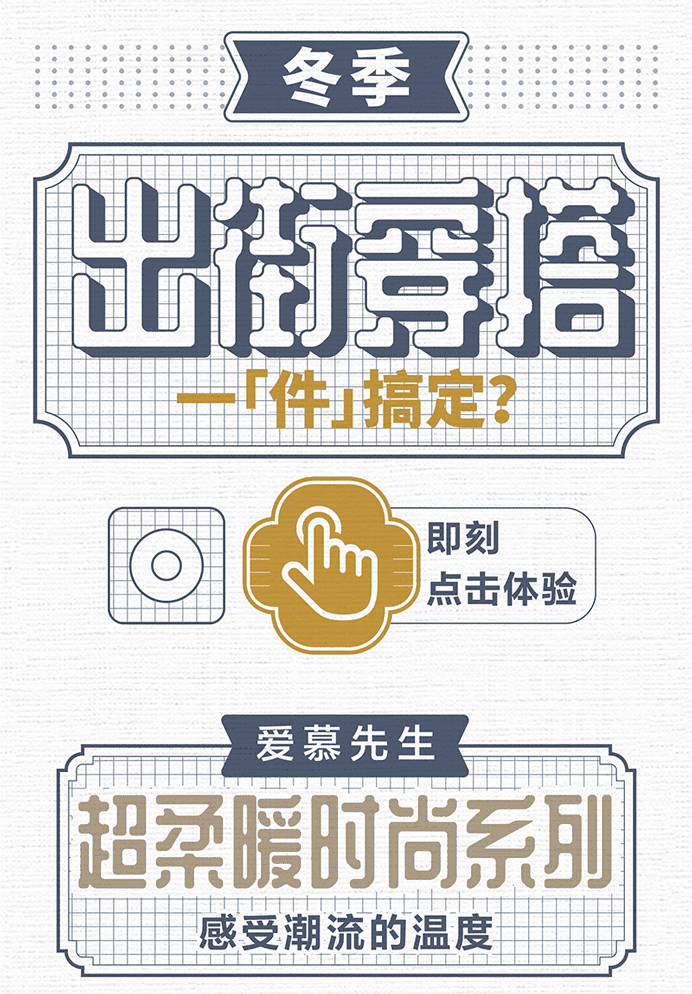 冬季
出街穿搭
一「件」搞定?
即刻
点击体验
爱慕先生
超柔暖时尚系列
感受潮流的温度